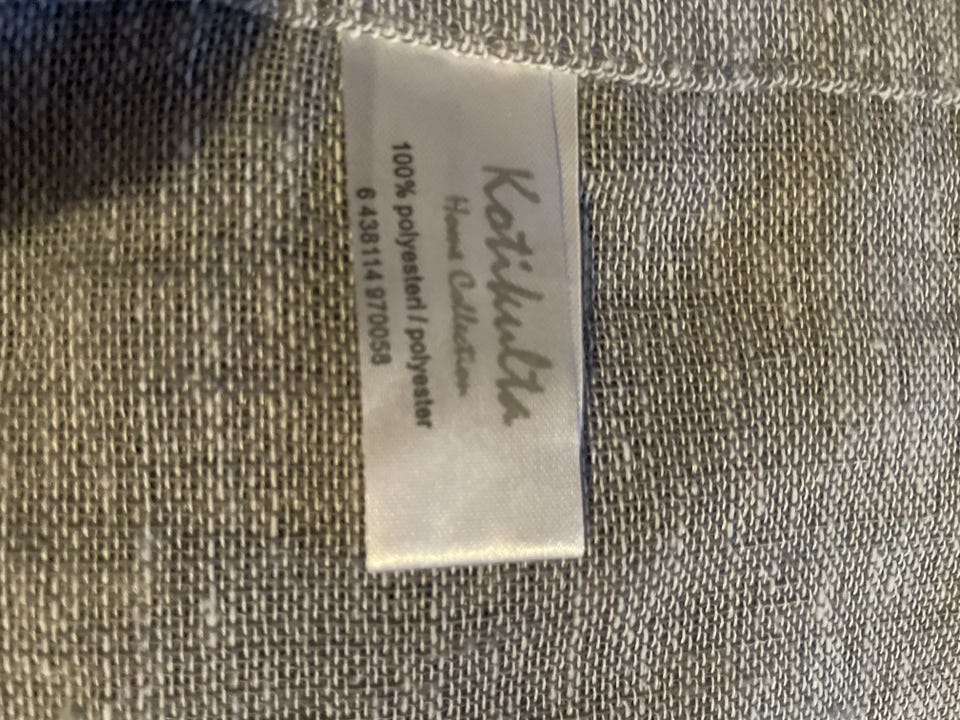 Kotikulta
Home Collection
100% polyesteri / polyester
6 438114 970058